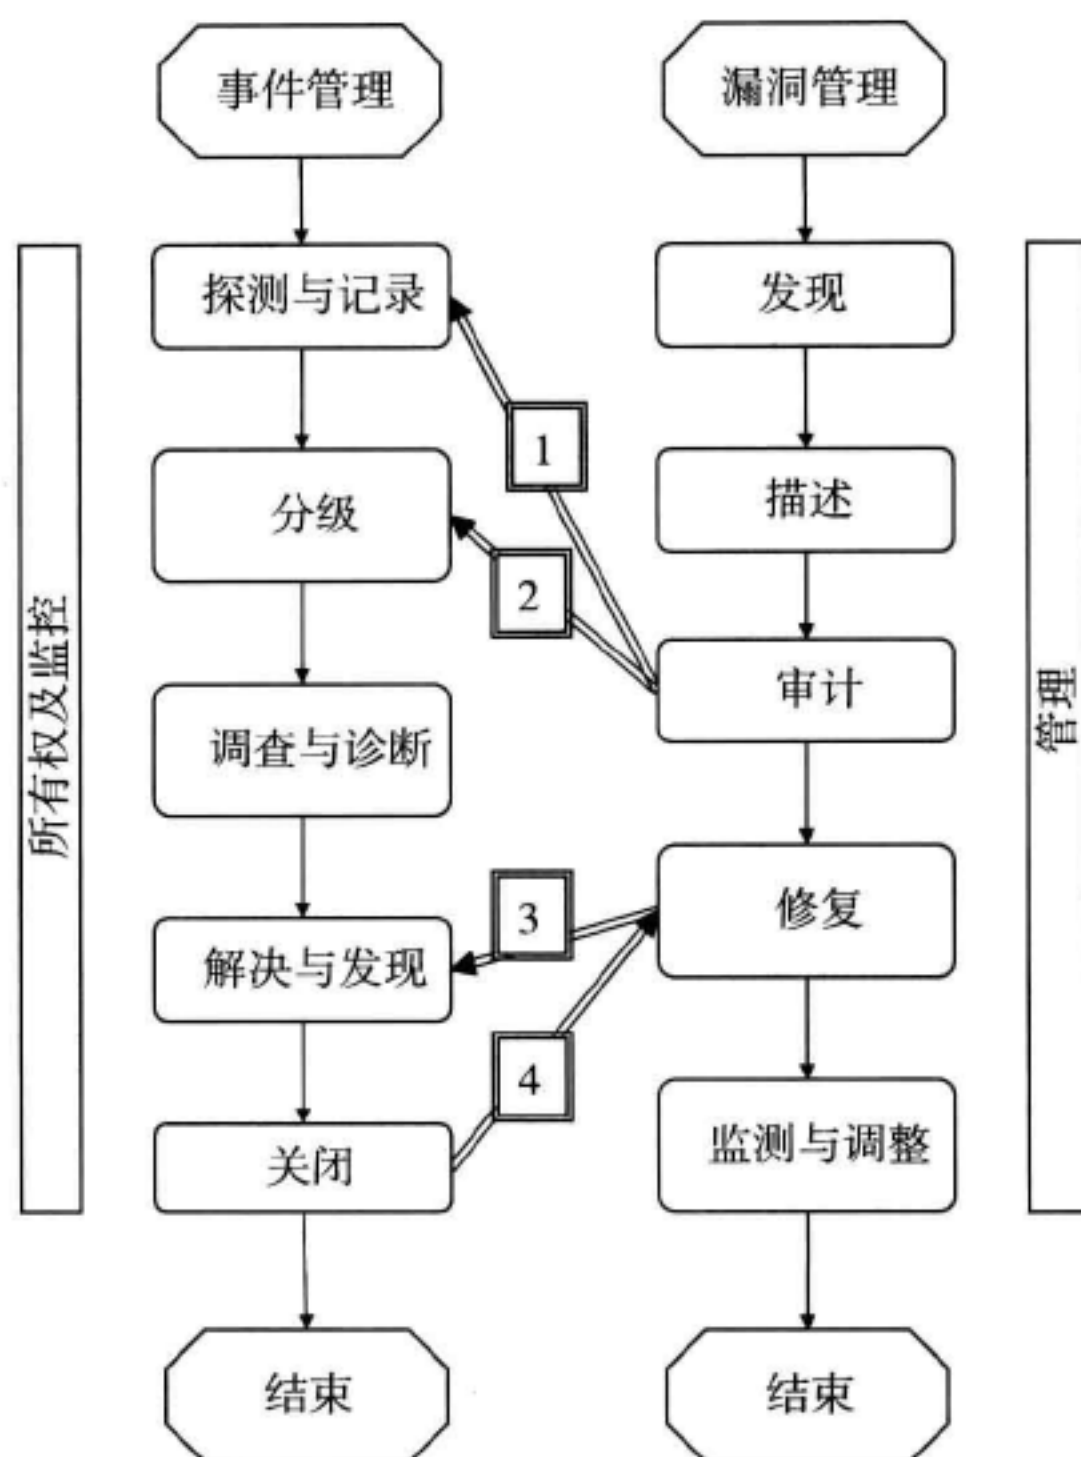 事件管理
漏洞管理
探测与记录
发现
1
分级
描述
2
审计
调查与诊断
所有权及监控
管理
3
修复
解决与发现
4
关闭
监测与调整
结束
结束